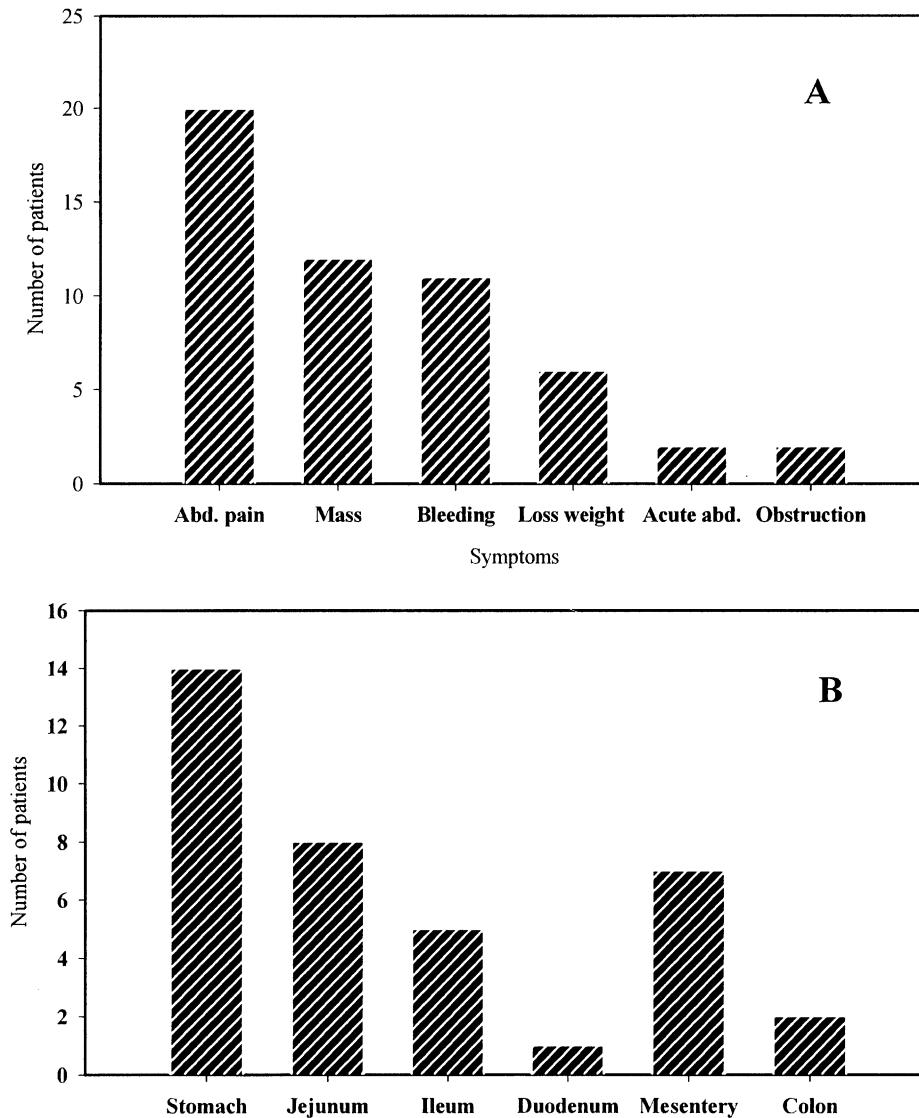 25
A
20
15
10
5
0
Number of patients
Abd. pain Mass Bleeding Loss weight Acute abd. Obstruction
Symptoms
16
B
14
12
10
8
6
4
2
0
Number of patients
Stomach Jejunum Ileum Duodenum Mesentery Colon